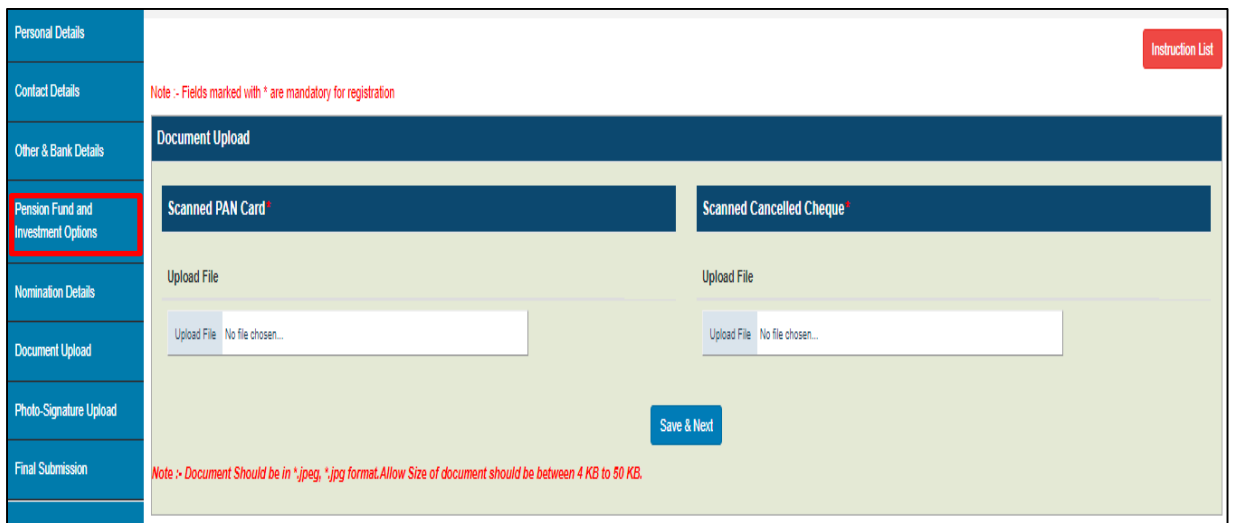 Personal Details
Contact Details
Other & Bank Details
Pension Fund and
Investment Options
Nomination Details
Document Upload
Photo-Signature Upload
Final Submission
Instruction List
Note :- Fields marked with * are mandatory for registration
Document Upload
Scanned PAN Card*
Upload File
Upload File No file chosen...
Scanned Cancelled Cheque*
Upload File
Upload File No file chosen...
Save & Next
Note :- Document Should be in *.jpeg, *.jpg format.Allow Size of document should be between 4 KB to 50 KB.